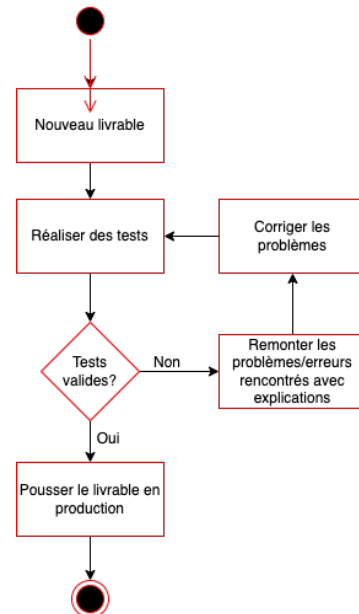 Nouveau livrable
Réaliser des tests
Corriger les
problèmes
Tests
valides?
Non
Remonter les
problèmes/erreurs
rencontrés avec
explications
Oui
Pousser le livrable en
production